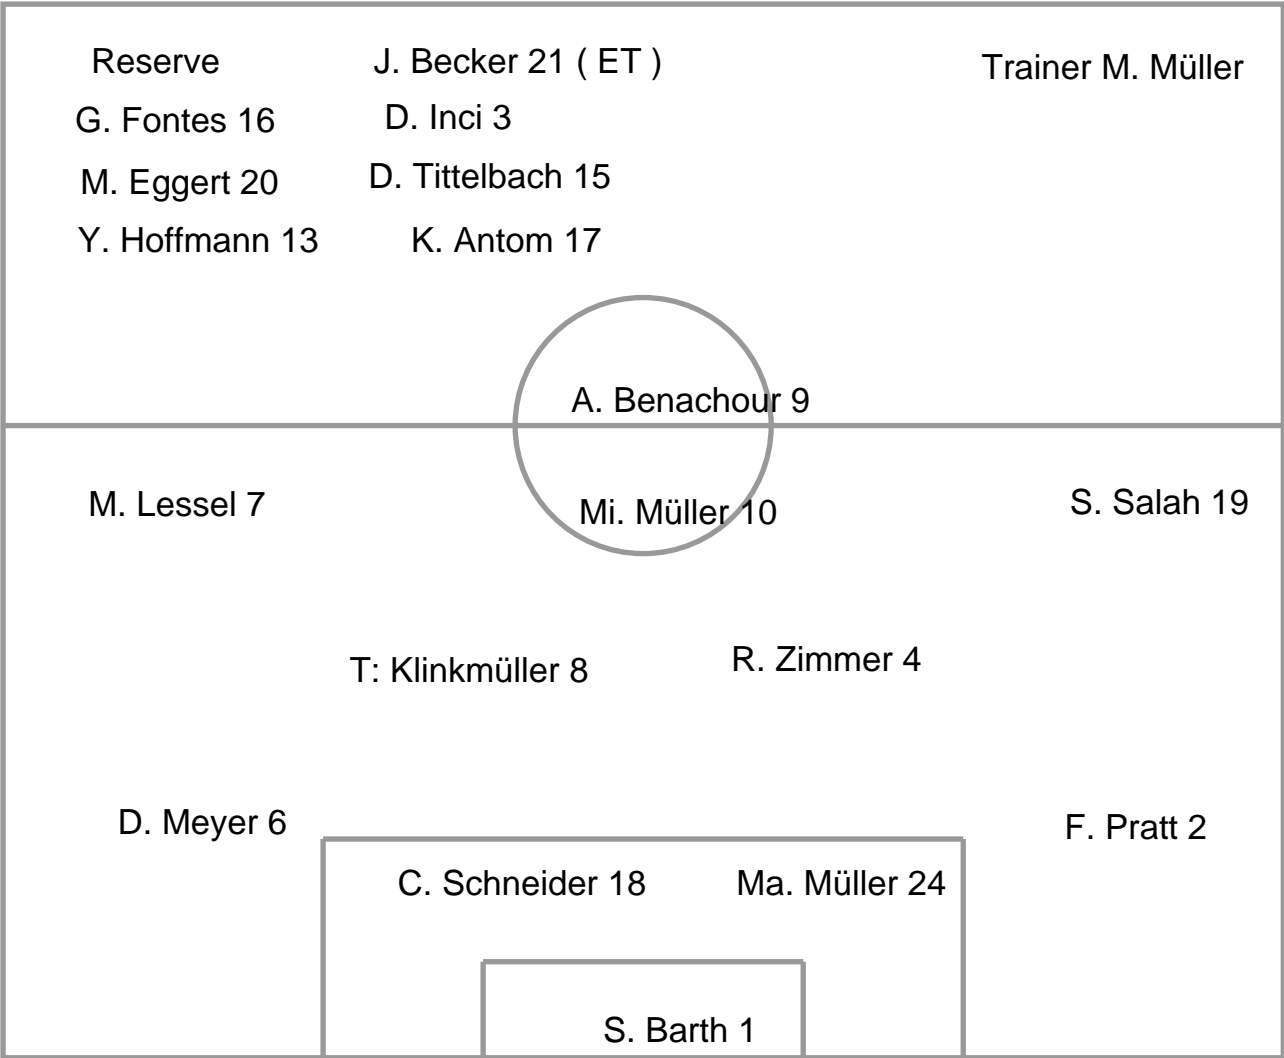 Reserve
J. Becker 21 ( ET )
Trainer M. Müller
G. Fontes 16
D. Inci 3
M. Eggert 20
D. Tittelbach 15
Y. Hoffmann 13
K. Antom 17
A. Benachour 9
M. Lessel 7
Mi. Müller 10
S. Salah 19
T: Klinkmüller 8
R. Zimmer 4
D. Meyer 6
F. Pratt 2
C. Schneider 18
Ma. Müller 24
S. Barth 1